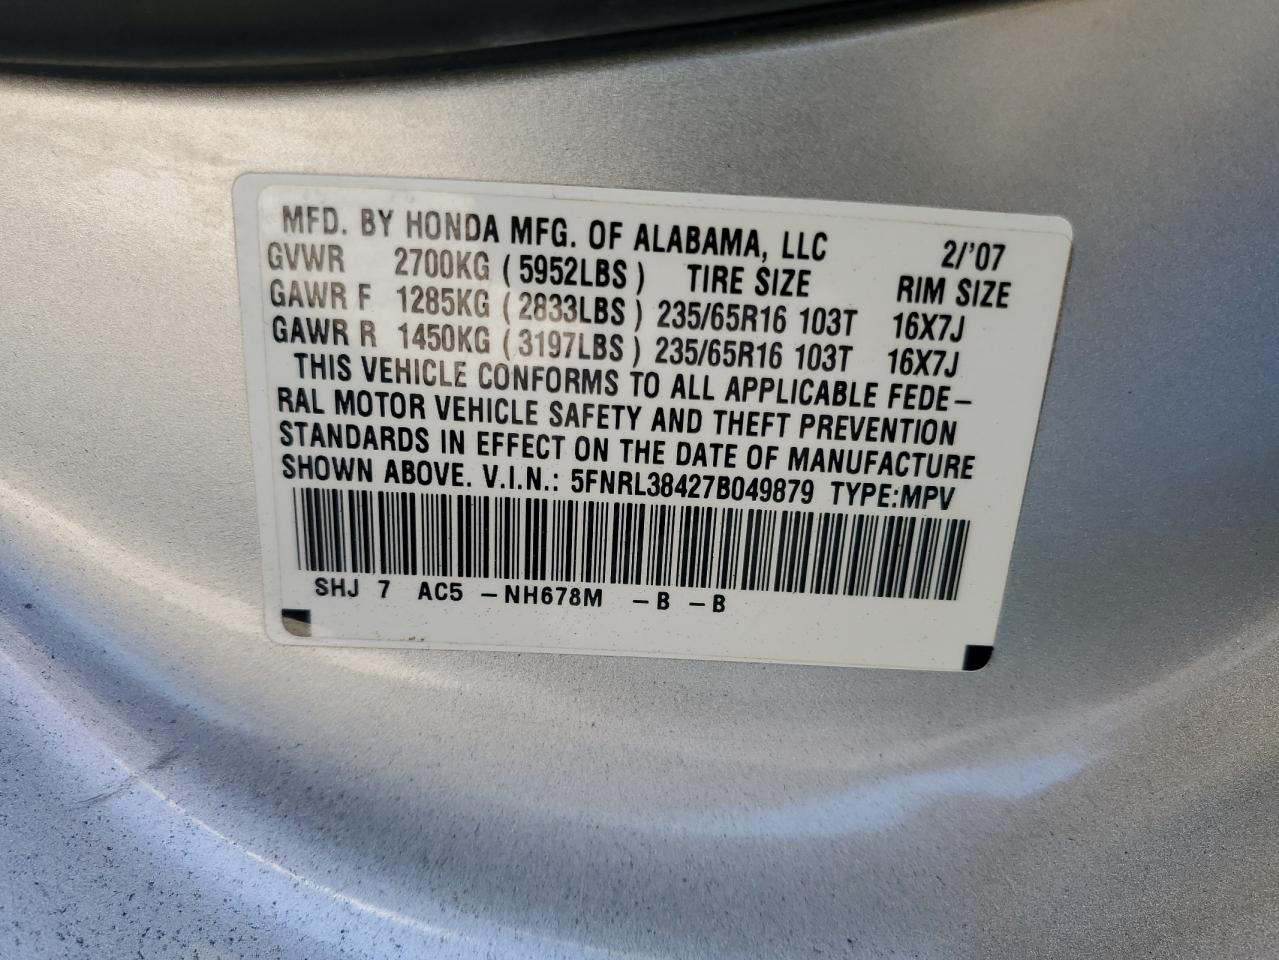 MFD. BY HONDA MFG. OF ALABAMA, LLC 2/'07
GVWR 2700KG ( 5952LBS ) TIRE SIZE RIM SIZE
GAWR F 1285KG ( 2833LBS ) 235/65R16 103T 16X7J
GAWR R 1450KG ( 3197LBS ) 235/65R16 103T 16X7J
THIS VEHICLE CONFORMS TO ALL APPLICABLE FEDE-
RAL MOTOR VEHICLE SAFETY AND THEFT PREVENTION
STANDARDS IN EFFECT ON THE DATE OF MANUFACTURE
SHOWN ABOVE. V.I.N.: 5FNRL38427B049879 TYPE:MPV
SHJ 7 AC5 -NH678M -B -B